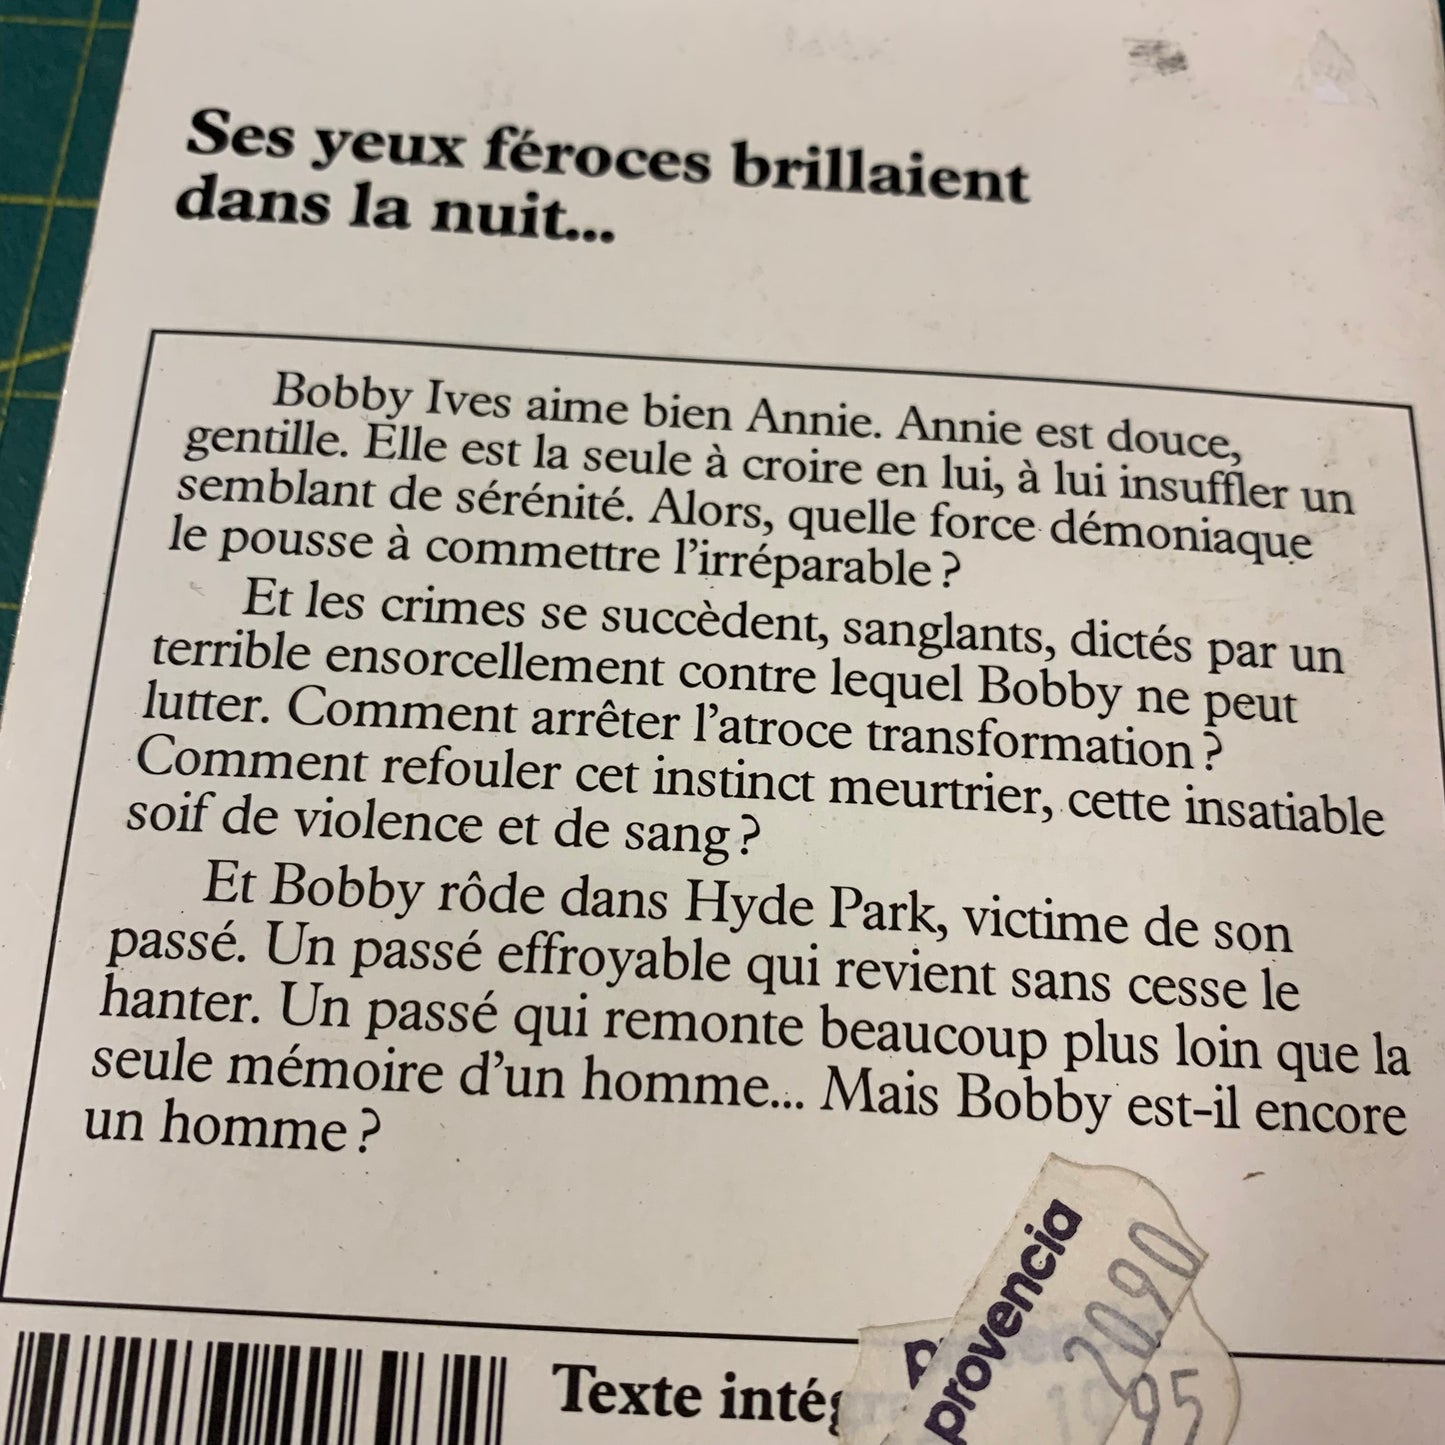 Ses yeux féroces brillaient
dans la nuit...
Bobby Ives aime bien Annie. Annie est douce,
gentille. Elle est la seule à croire en lui, à lui insuffler un
semblant de sérénité. Alors, quelle force démoniaque
le pousse à commettre l'irréparable ?
Et les crimes se succèdent, sanglants, dictés par un
terrible ensorcellement contre lequel Bobby ne peut
lutter. Comment arrêter l'atroce transformation ?
Comment refouler cet instinct meurtrier, cette insatiable
soif de violence et de sang ?
Et Bobby rôde dans Hyde Park, victime de son
passé. Un passé effroyable qui revient sans cesse le
hanter. Un passé qui remonte beaucoup plus loin que la
seule mémoire d'un homme... Mais Bobby est-il encore
un homme ?
Texte
provencia
20.90
95